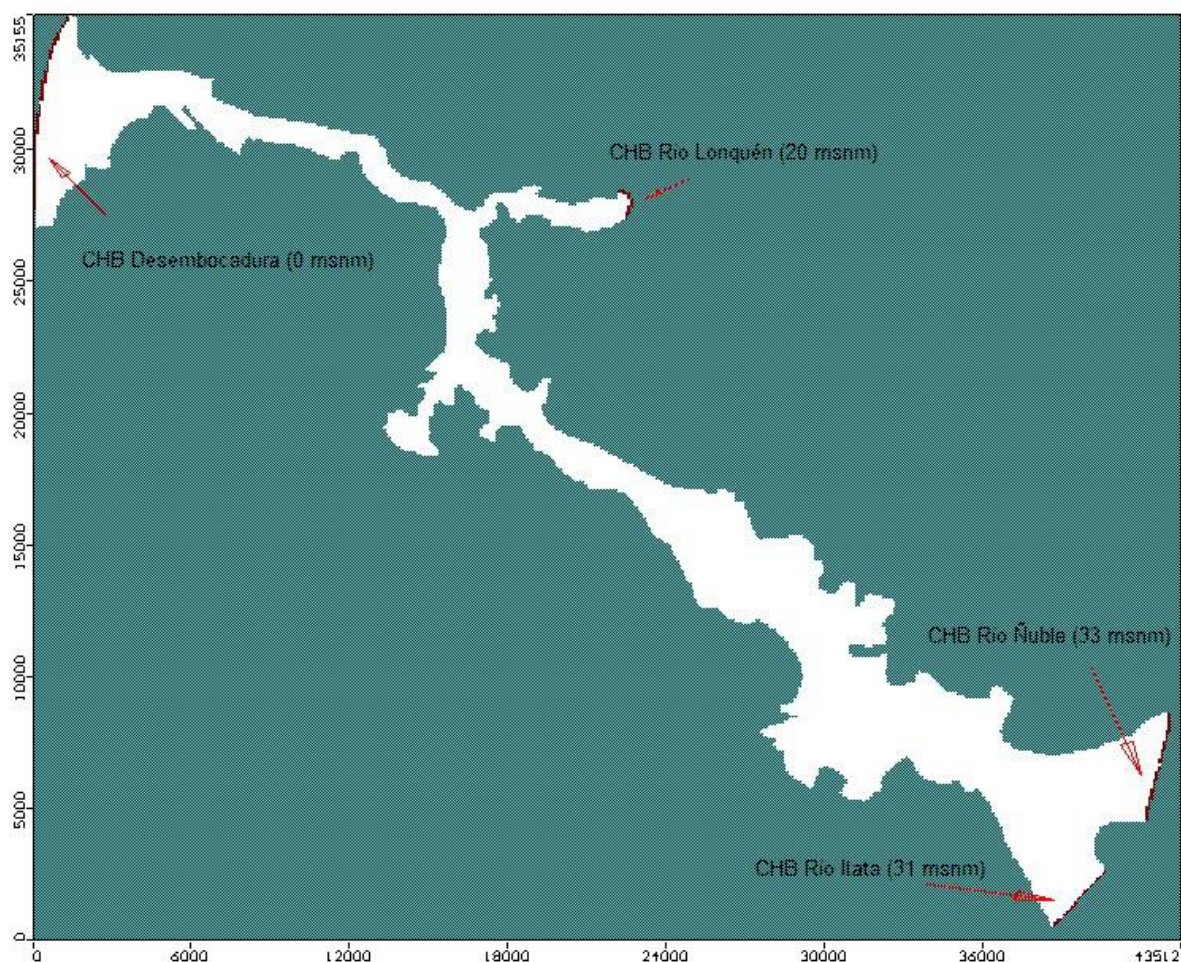 35155
30000
25000
20000
15000
10000
5000
0
CHB Rio Lonquén (20 msnm)
CHB Desembocadura (0 msnm)
CHB Rio Ñuble (33 msnm)
CHB Rio Itata (31 msnm)
0 6000 12000 18000 24000 30000 36000 43512